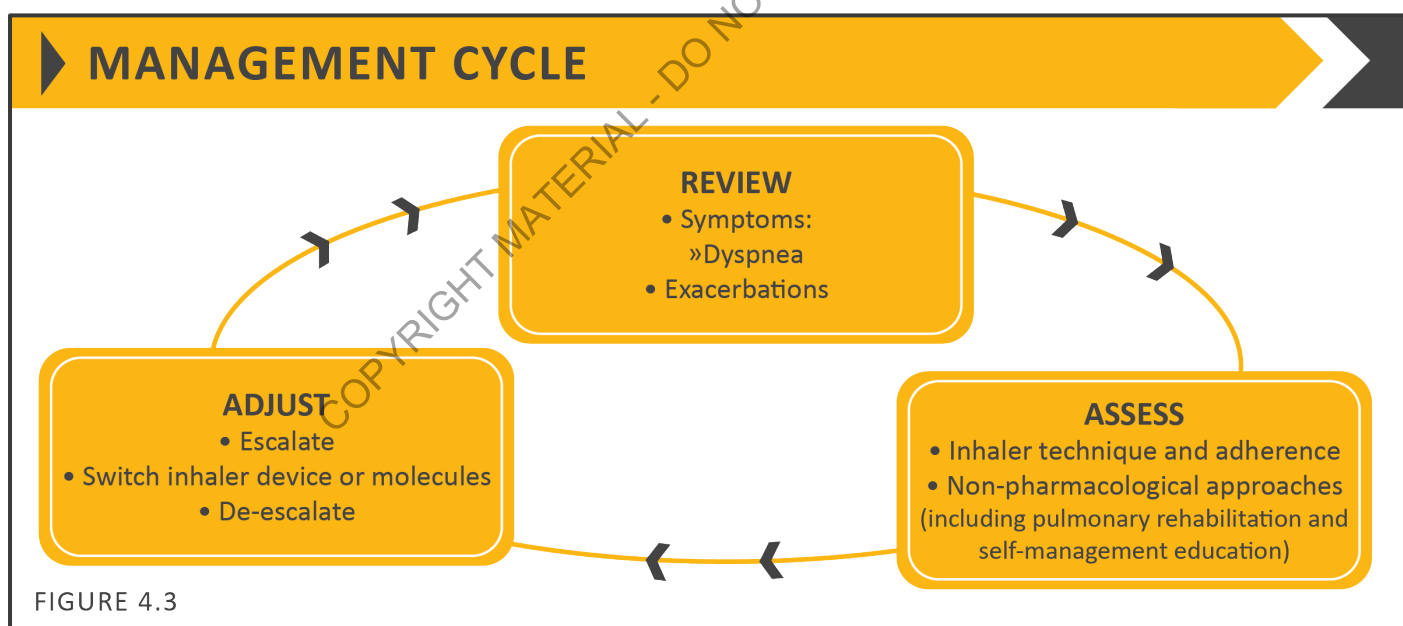 MANAGEMENT CYCLE
REVIEW
• Symptoms:
»Dyspnea
• Exacerbations
ADJUST
• Escalate
• Switch inhaler device or molecules
• De-escalate
ASSESS
• Inhaler technique and adherence
• Non-pharmacological approaches
(including pulmonary rehabilitation and
self-management education)
FIGURE 4.3
COPYRIGHT MATERIAL - DO NO